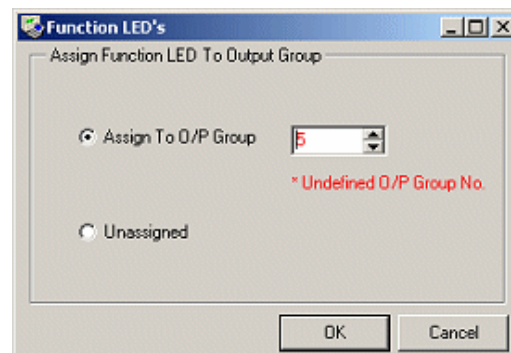 Function LED's
Assign Function LED To Output Group
Assign To O/P Group
5
* Undefined O/P Group No.
Unassigned
OK
Cancel